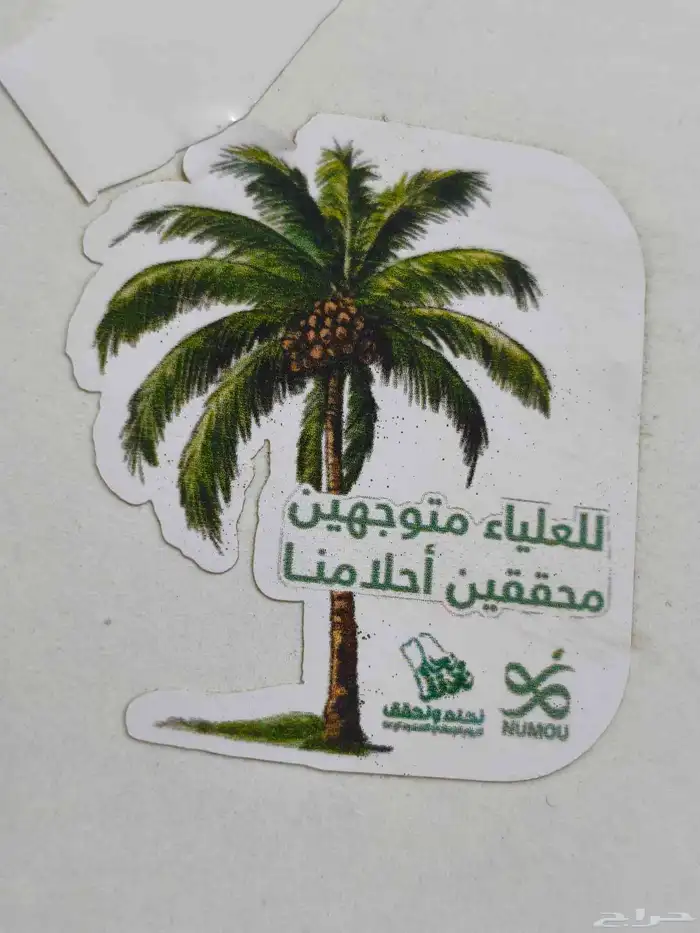 للعلياء متوجهين
محققين أحلامنا
نحلم ونحقق
NUMOU
حراج